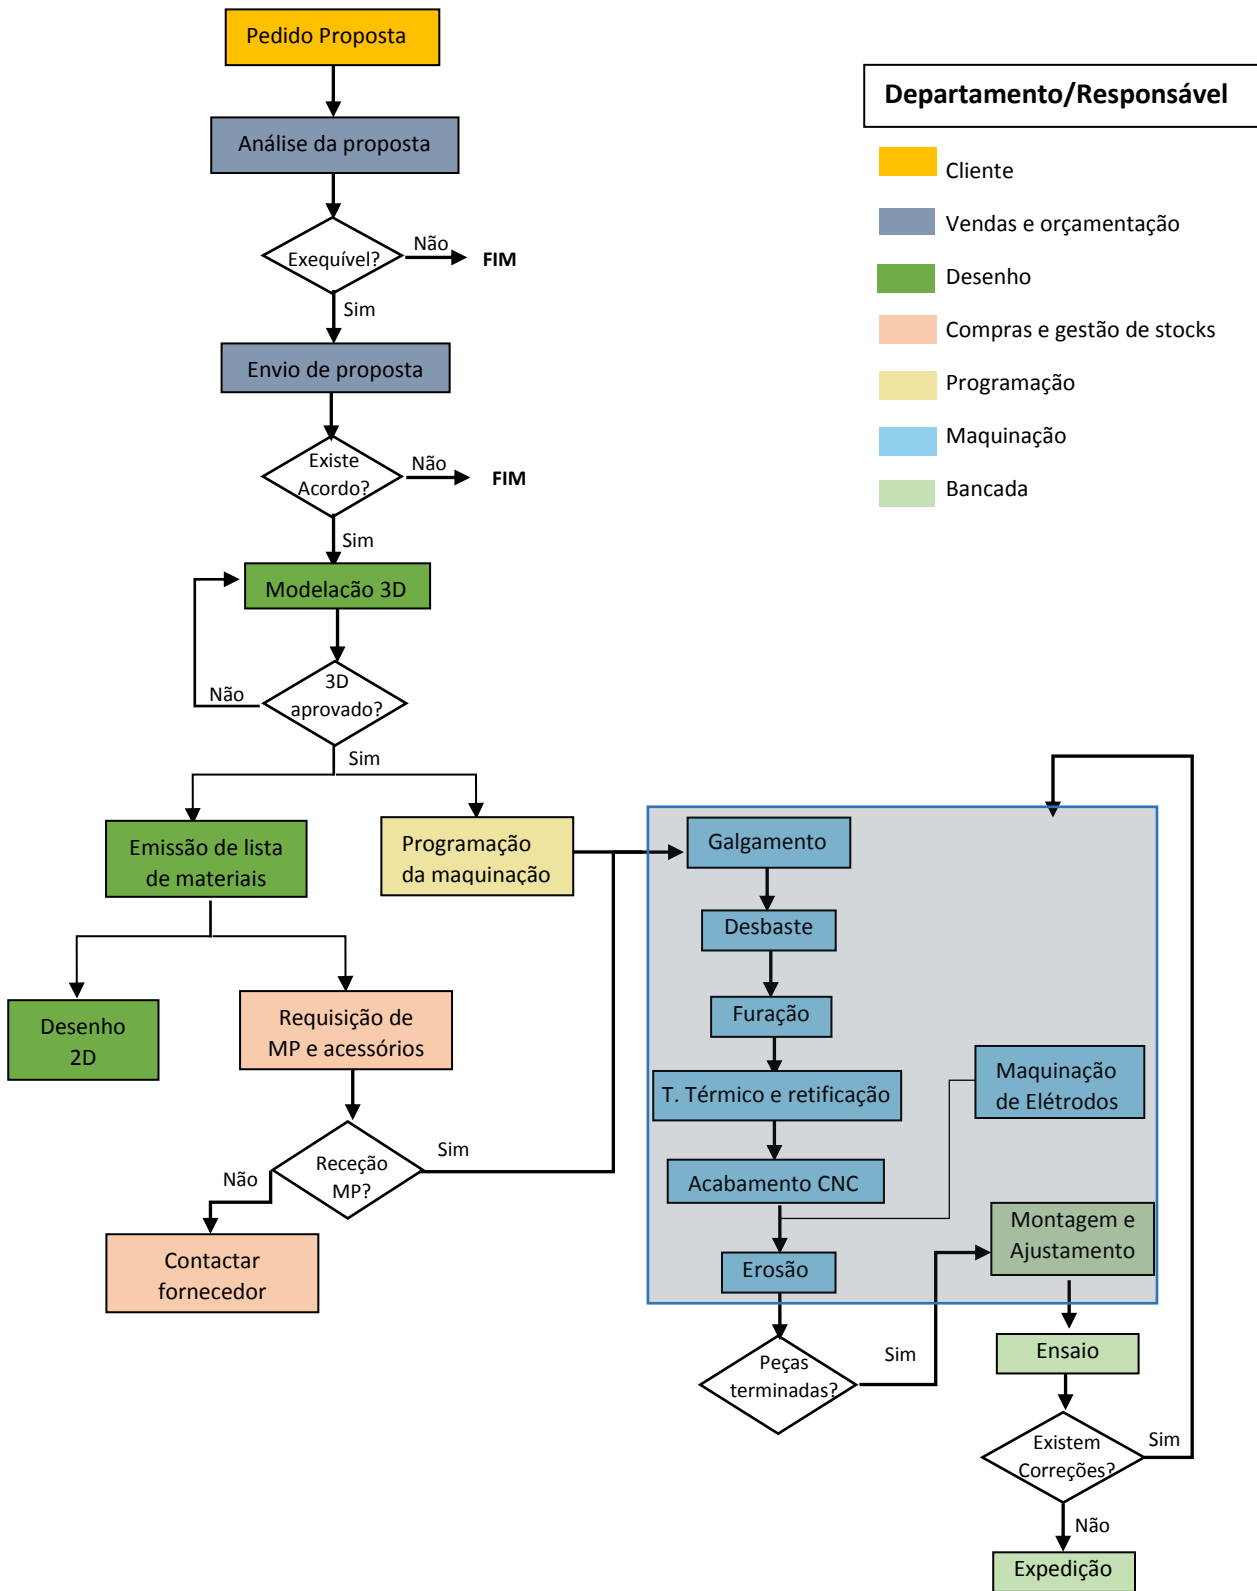 Pedido Proposta
Departamento/Responsável
Cliente
Vendas e orçamentação
Desenho
Compras e gestão de stocks
Programação
Maquinação
Bancada
Análise da proposta
Exequível?
Não
FIM
Sim
Envio de proposta
Existe
Acordo?
Não
FIM
Sim
Modelacão 3D
3D
aprovado?
Não
Sim
Emissão de lista
de materiais
Programação
da maquinação
Desenho
2D
Requisição de
MP e acessórios
Receção
MP?
Sim
Não
Contactar
fornecedor
Galgamento
Desbaste
Furação
T. Térmico e retificação
Maquinação
de Elétrodos
Acabamento CNC
Erosão
Montagem e
Ajustamento
Peças
terminadas?
Sim
Ensaio
Existem
Correções?
Sim
Não
Expedição